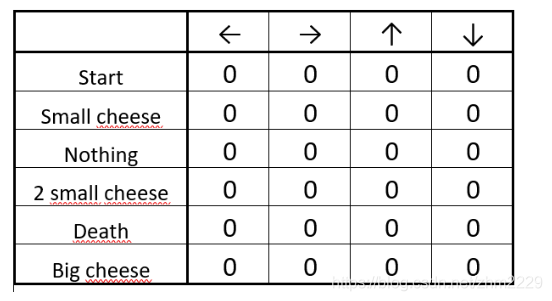 ← → ↑ ↓
Start 0 0 0 0
Small cheese 0 0 0 0
Nothing 0 0 0 0
2 small cheese 0 0 0 0
Death 0 0 0 0
Big cheese 0 0 0 0